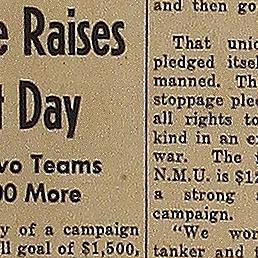 e Raises
t Day
vo Teams
00 More
y of a campaign
ll goal of $1,500,
and then go
That unio
pledged itsel
manned. Th
stoppage plec
all rights to
kind in an ex
war. The i
N.M.U. is $12
a strong a
campaign.
"We wor
tanker and t